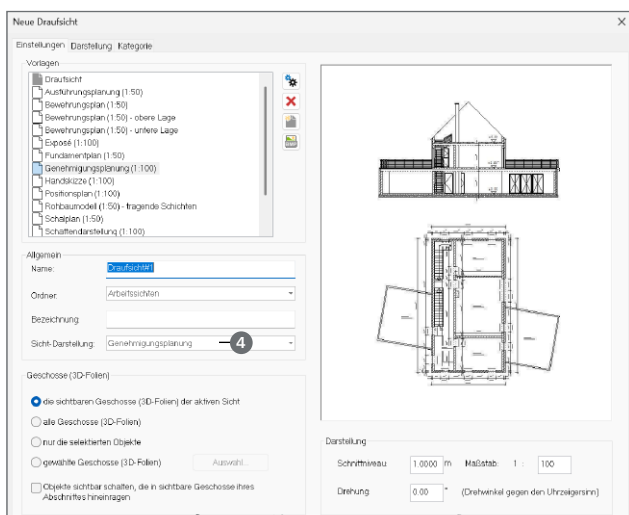 Neue Draufsicht
Einstellungen Darstellung Kategorie
Vorlagen
Draufsicht
Ausführungsplanung (1:50)
Bewehrungsplan (1:50)
Bewehrungsplan (1:50) - obere Lage
Bewehrungsplan (1:50) - untere Lage
Exposé (1:100)
Fundamentplan (1:50)
Genehmigungsplanung (1:100)
Handskizze (1:100)
Positionsplan (1:100)
Rohbaumodell (1:50) - tragende Schichten
Schalplan (1:50)
Schattendarstellung (1:100)
Allgemein
Name: Draufsicht#1
Ordner: Arbeitssichten
Bezeichnung:
Sicht-Darstellung: Genehmigungsplanung 4
Geschosse (3D-Folien)
die sichtbaren Geschosse (3D-Folien) der aktiven Sicht
alle Geschosse (3D-Folien)
nur die selektierten Objekte
gewählte Geschosse (3D-Folien) Auswahl...
Objekte sichtbar schalten, die in sichtbare Geschosse ihres
Abschnittes hineinragen
Darstellung
Schnittniveau 1.0000 m Maßstab: 1 : 100
Drehung 0.00 ° (Drehwinkel gegen den Uhrzeigersinn)